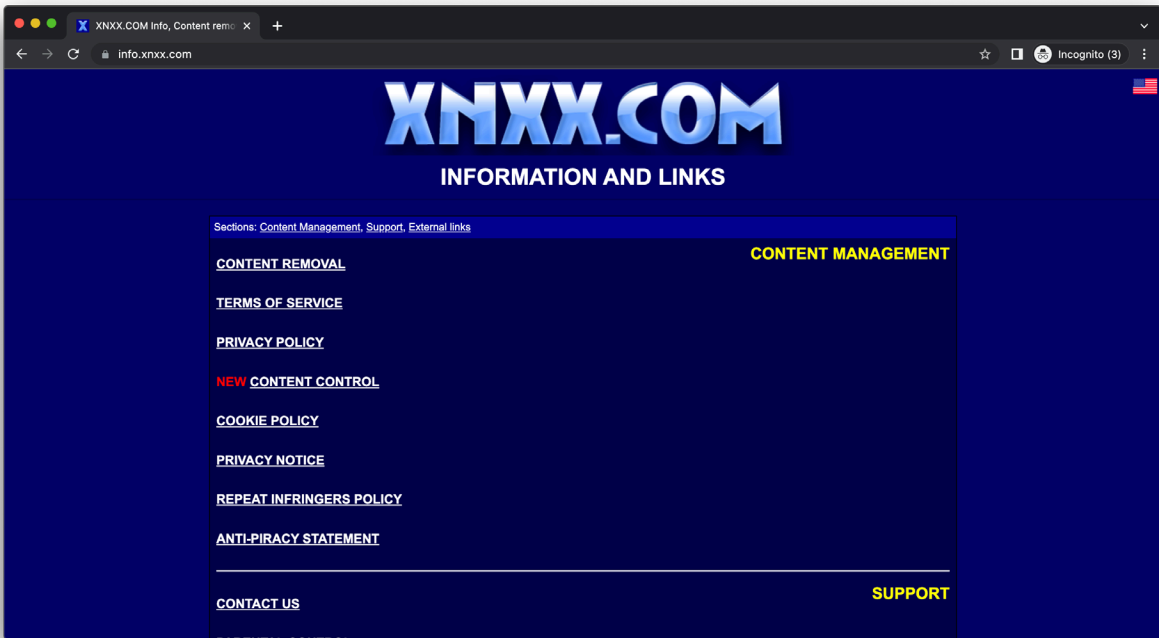 XNXX.COM Info, Content remo
info.xnxx.com
Incognito (3)
XNXX.COM
INFORMATION AND LINKS
Sections: Content Management, Support, External links
CONTENT MANAGEMENT
CONTENT REMOVAL
TERMS OF SERVICE
PRIVACY POLICY
NEW CONTENT CONTROL
COOKIE POLICY
PRIVACY NOTICE
REPEAT INFRINGERS POLICY
ANTI-PIRACY STATEMENT
SUPPORT
CONTACT US